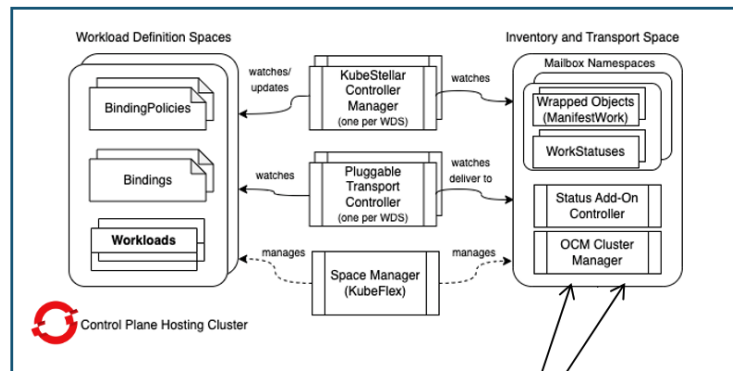 Workload Definition Spaces
Inventory and Transport Space
BindingPolicies
Bindings
Workloads
watches/
updates
KubeStellar
Controller
Manager
(one per WDS)
watches
watches
Pluggable
Transport
Controller
(one per WDS)
watches
deliver to
manages
Space Manager
(KubeFlex)
manages
Mailbox Namespaces
Wrapped Objects
(ManifestWork)
WorkStatuses
Status Add-On
Controller
OCM Cluster
Manager
Control Plane Hosting Cluster